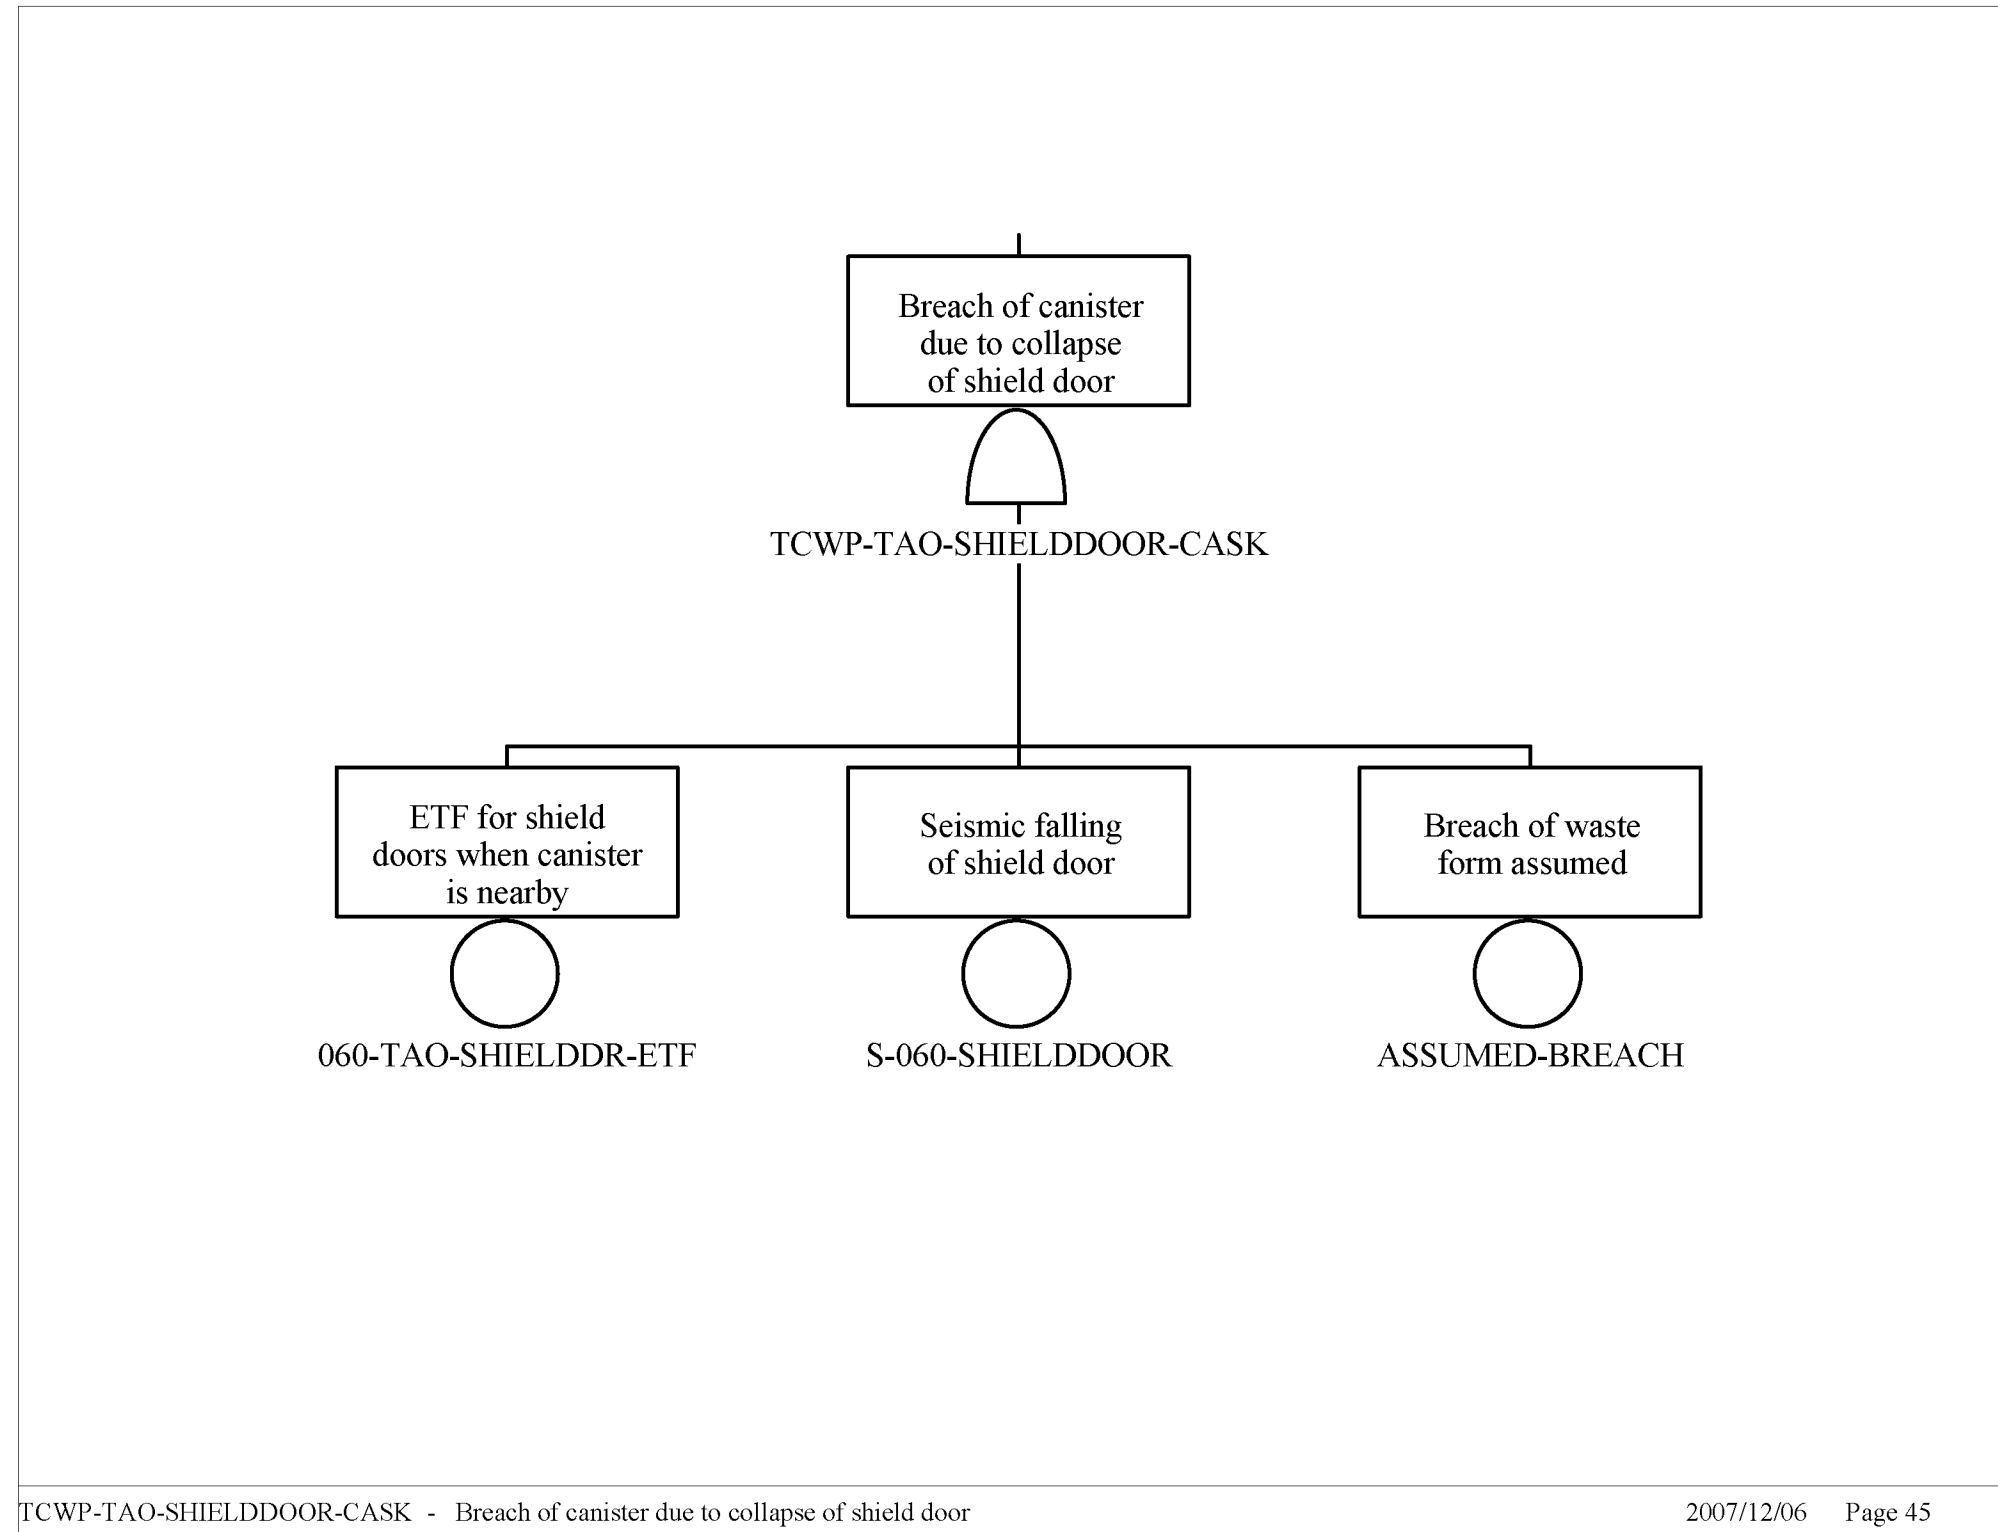 Breach of canister
due to collapse
of shield door
TCWP-TAO-SHIELDDOOR-CASK
ETF for shield
doors when canister
is nearby
060-TAO-SHIELDDR-ETF
Seismic falling
of shield door
S-060-SHIELDDOOR
Breach of waste
form assumed
ASSUMED-BREACH
TCWP-TAO-SHIELDDOOR-CASK - Breach of canister due to collapse of shield door
2007/12/06 Page 45